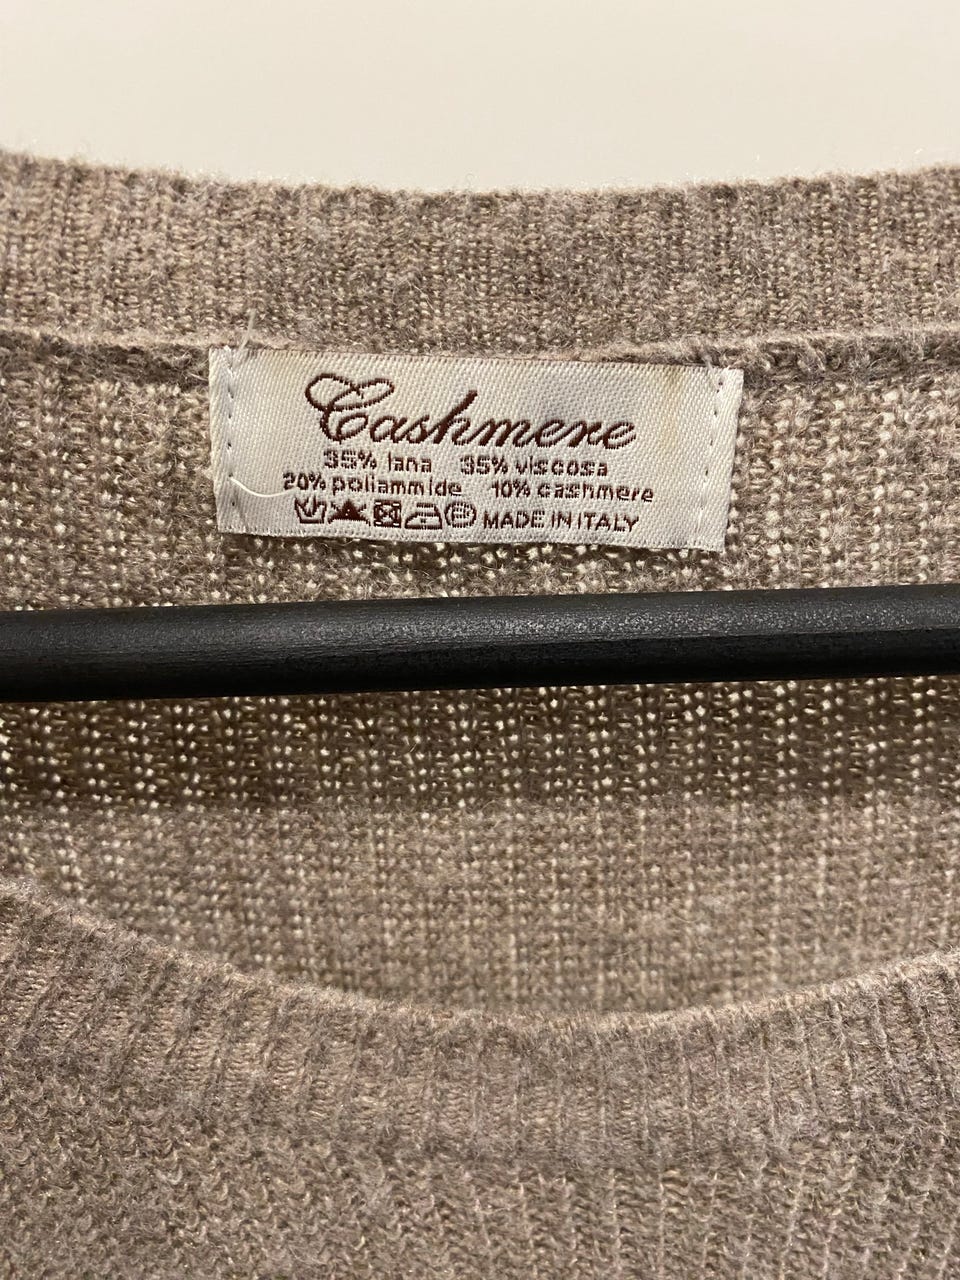 Cashmere
35% lana 35% viscosa
20% poliammide 10% cashmere
MADE IN ITALY